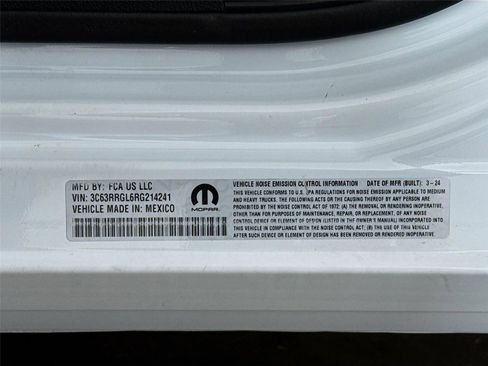 MFD BY: FCA US LLC
VIN: 3C63RRGL6RG214241
VEHICLE MADE IN: MEXICO
MOPAR
VEHICLE NOISE EMISSION CONTROL INFORMATION DATE OF MFR (BUILT): 3-24
THIS VEHICLE CONFORMS TO U.S. EPA REGULATIONS FOR NOISE EMISSION APPLICABLE TO MEDIUM
AND HEAVY TRUCKS. THE FOLLOWING ACTS OR THE CAUSING THEREOF BY ANY PERSON ARE
PROHIBITED BY THE NOISE CONTROL ACT OF 1972: (A) THE REMOVAL OR RENDERING INOPERATIVE,
OTHER THAN FOR PURPOSES OF MAINTENANCE, REPAIR, OR REPLACEMENT, OF ANY NOISE
CONTROL DEVICE OR ELEMENT OF DESIGN (LISTED IN THE OWNER'S MANUAL) INCORPORATED INTO
THIS VEHICLE IN COMPLIANCE WITH THE NOISE CONTROL ACT; (B) THE USE OF THIS VEHICLE
AFTER SUCH DEVICE OR ELEMENT OF DESIGN HAS BEEN REMOVED OR RENDERED INOPERATIVE.